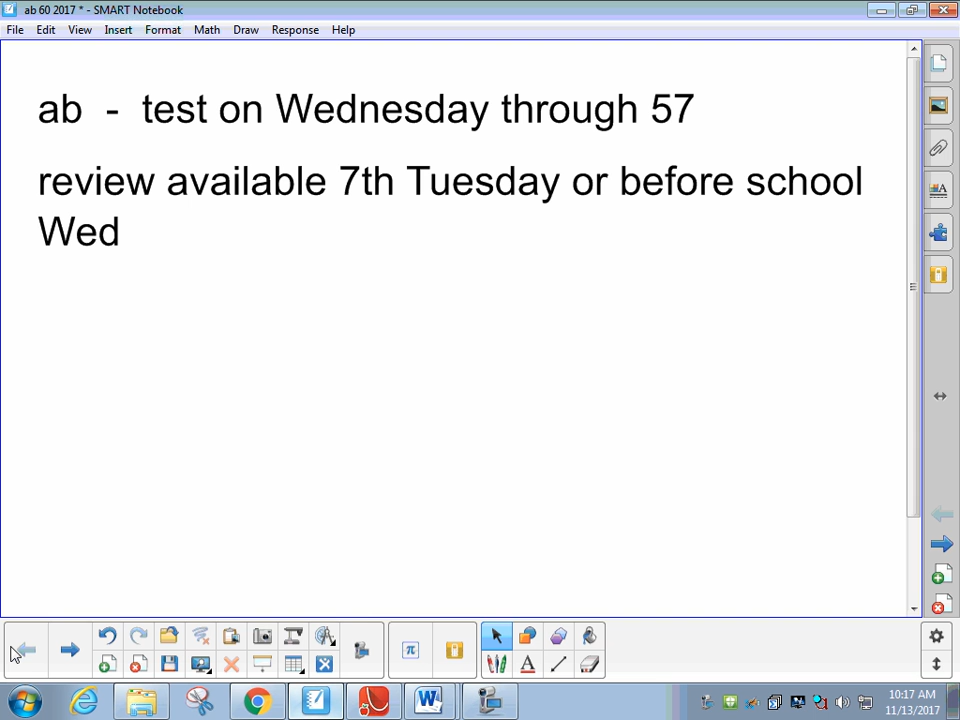 ab 60 2017 * - SMART Notebook
File Edit View Insert Format Math Draw Response Help
ab - test on Wednesday through 57
review available 7th Tuesday or before school
Wed
10:17 AM
11/13/2017